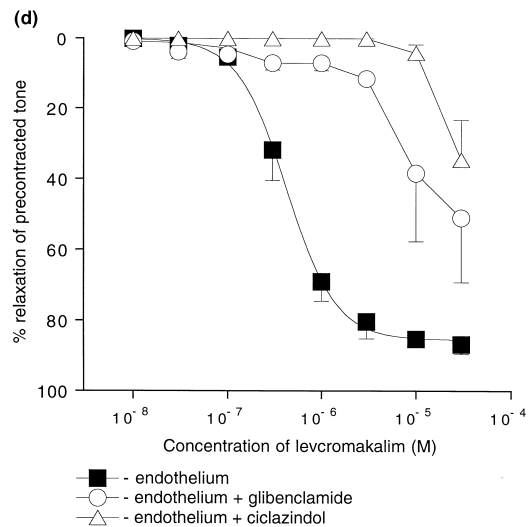 (d)
0
20
40
60
80
100
% relaxation of precontracted tone
10⁻⁸ 10⁻⁷ 10⁻⁶ 10⁻⁵ 10⁻⁴
Concentration of levcromakalim (M)
- endothelium
- endothelium + glibenclamide
- endothelium + ciclazindol